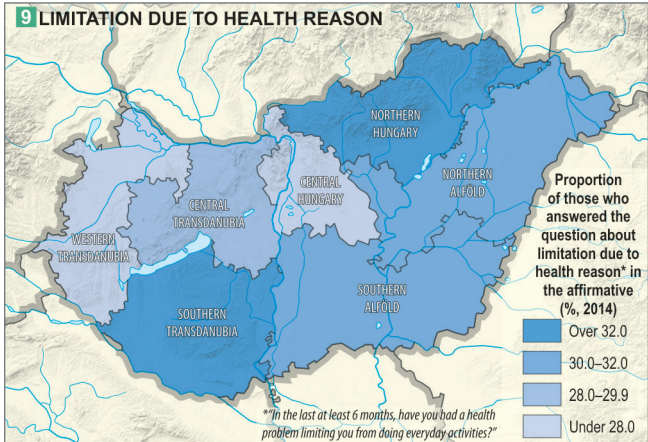 9 LIMITATION DUE TO HEALTH REASON
NORTHERN
HUNGARY
CENTRAL
HUNGARY
NORTHERN
ALFÖLD
CENTRAL
TRANSDANUBIA
WESTERN
TRANSDANUBIA
SOUTHERN
ALFÖLD
SOUTHERN
TRANSDANUBIA
Proportion
of those who
answered the
question about
limitation due to
health reason* in
the affirmative
(%, 2014)
Over 32.0
30.0–32.0
28.0–29.9
Under 28.0
*"In the last at least 6 months, have you had a health
problem limiting you from doing everyday activities?"